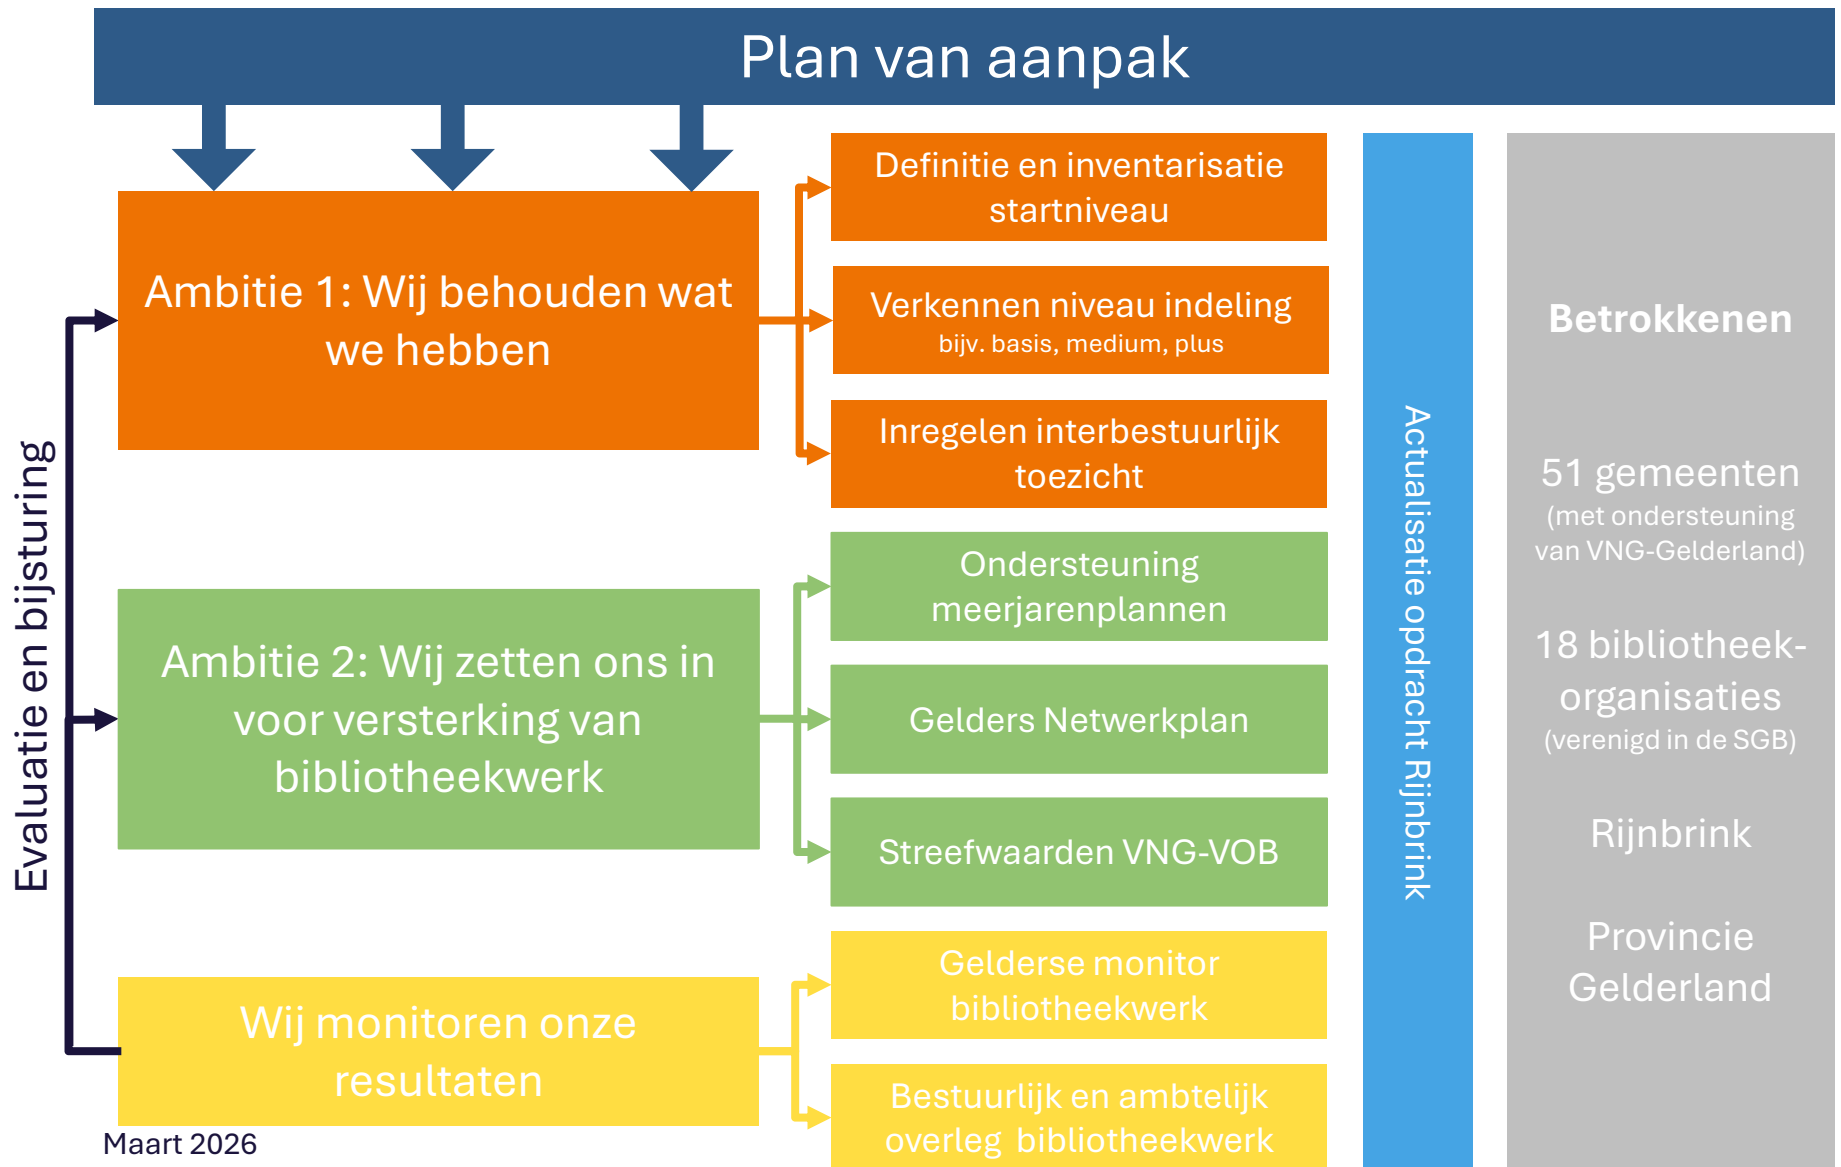 Plan van aanpak
Evaluatie en bijsturing
Ambitie 1: Wij behouden wat
we hebben
Definitie en inventarisatie
startniveau
Verkennen niveau indeling
bijv. basis, medium, plus
Inregelen interbestuurlijk
toezicht
Ambitie 2: Wij zetten ons in
voor versterking van
bibliotheekwerk
Ondersteuning
meerjarenplannen
Gelders Netwerkplan
Streefwaarden VNG-VOB
Wij monitoren onze
resultaten
Gelderse monitor
bibliotheekwerk
Bestuurlijk en ambtelijk
overleg bibliotheekwerk
Actualisatie opdracht Rijnbrink
Betrokkenen
51 gemeenten
(met ondersteuning
van VNG-Gelderland)
18 bibliotheek-
organisaties
(verenigd in de SGB)
Rijnbrink
Provincie
Gelderland
Maart 2026